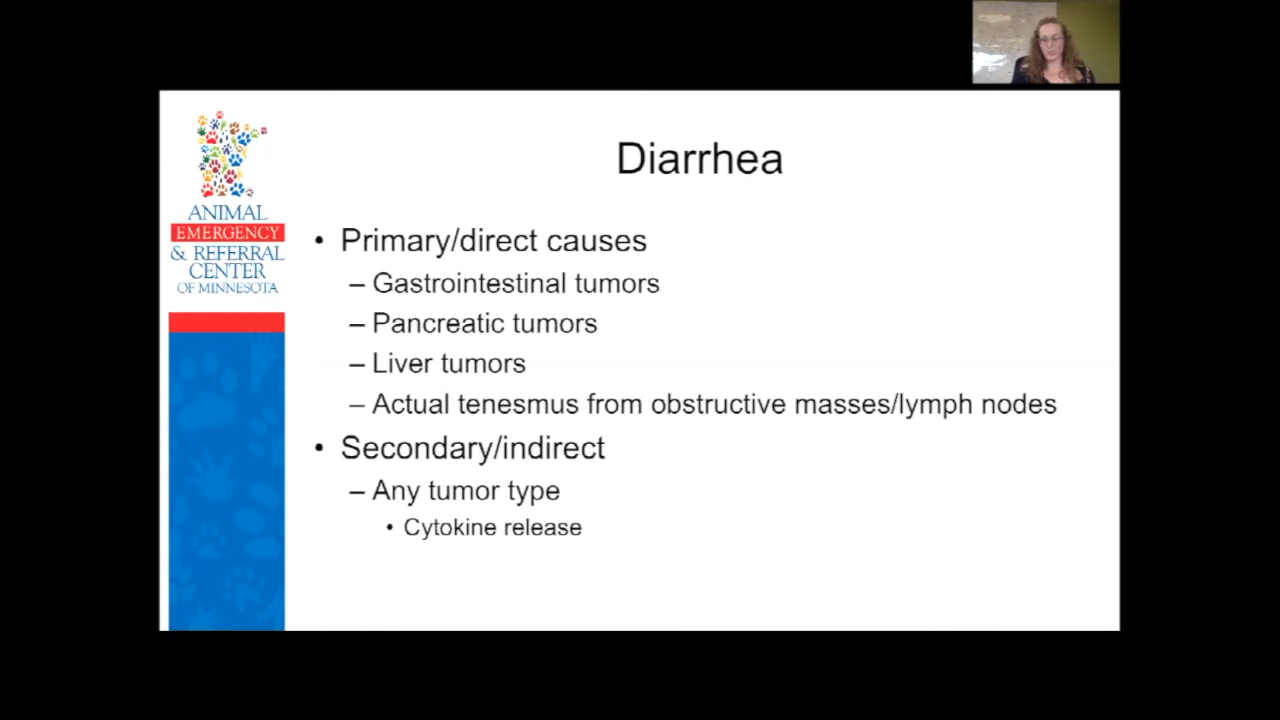 Diarrhea
ANIMAL
EMERGENCY
& REFERRAL
CENTER
OF MINNESOTA
• Primary/direct causes
– Gastrointestinal tumors
– Pancreatic tumors
– Liver tumors
– Actual tenesmus from obstructive masses/lymph nodes
• Secondary/indirect
– Any tumor type
• Cytokine release